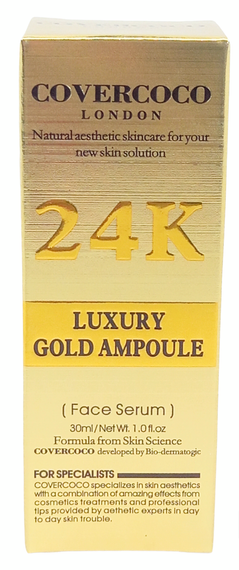 COVERCOCO
LONDON
Natural aesthetic skincare for your
new skin solution
24K
LUXURY
GOLD AMPOULE
( Face Serum )
30ml/Net Wt. 1.0fl.oz
Formula from Skin Science
COVERCOCO developed by Bio-dermatogic
FOR SPECIALISTS
COVERCOCO specializes in skin aesthetics
with a combination of amazing effects from
cosmetics treatments and professional
tips provided by aethetic experts in day
to day skin trouble.